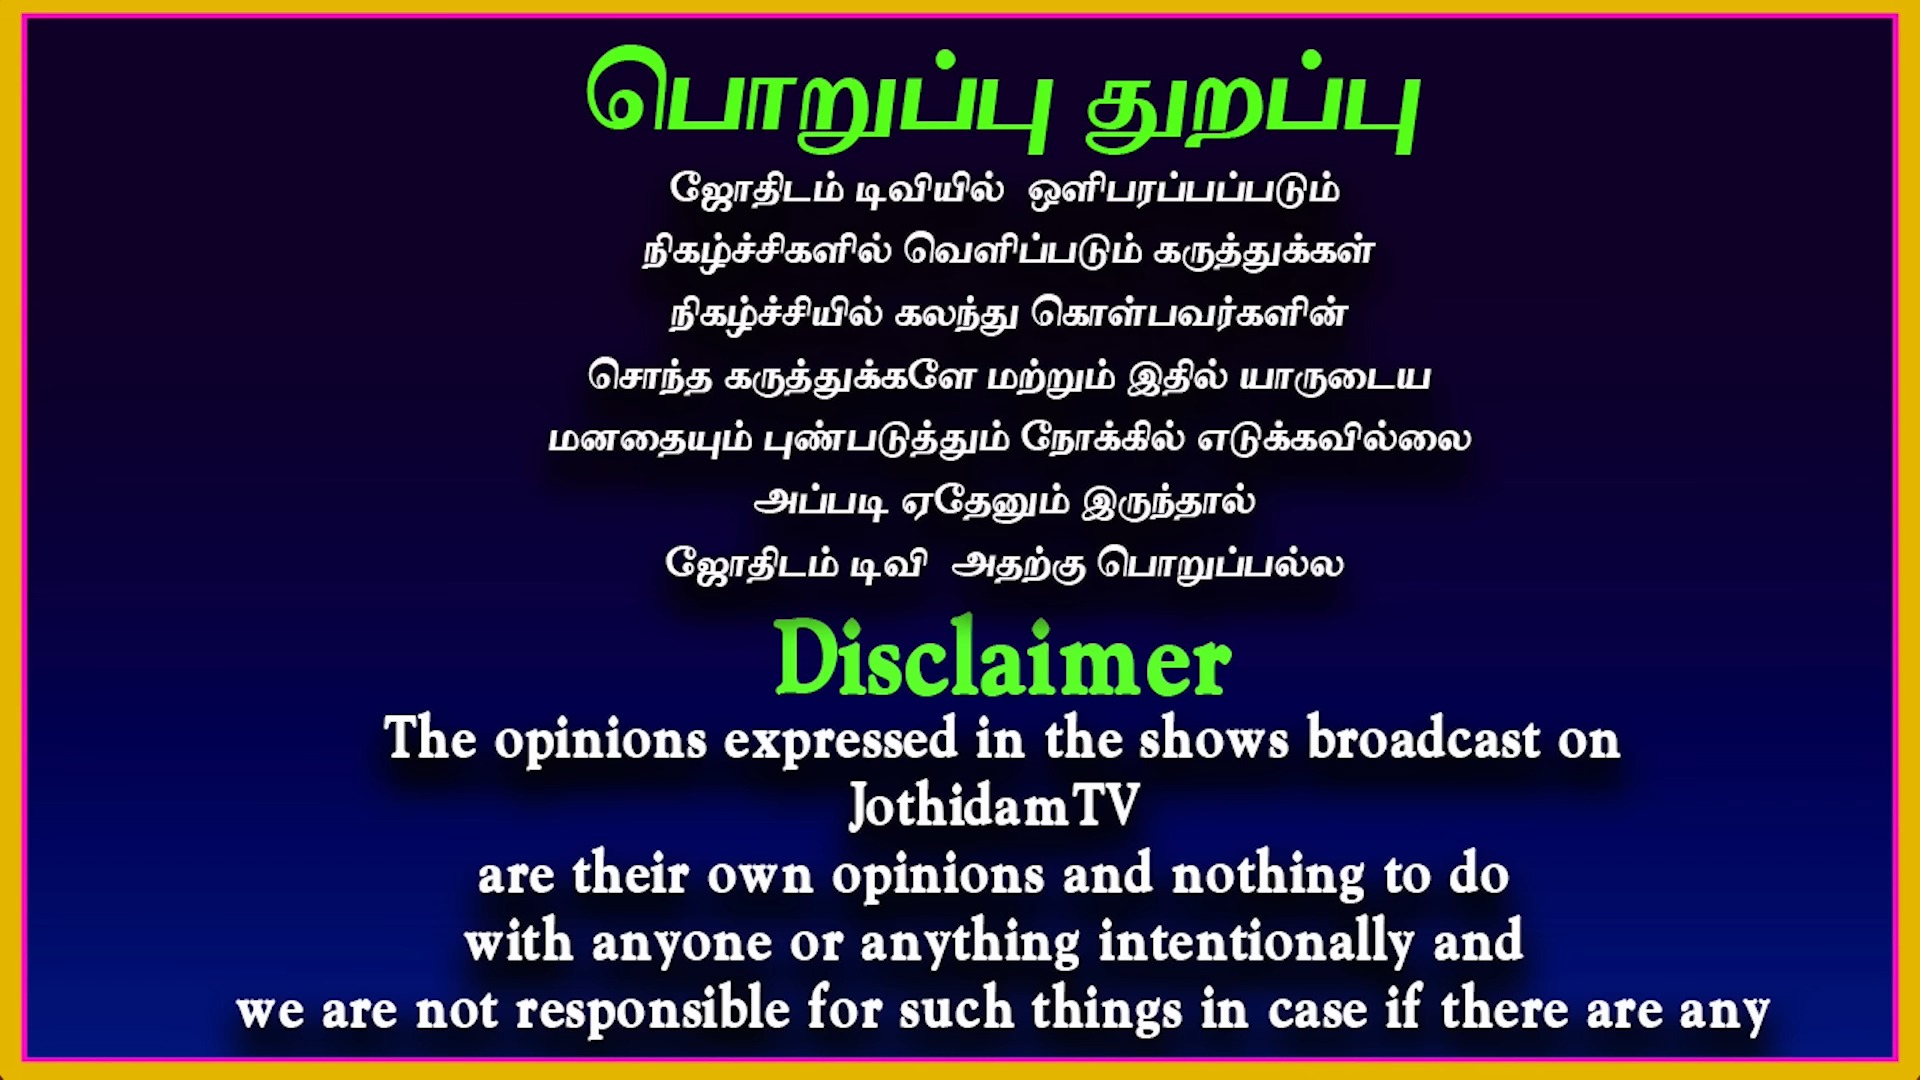 பொறுப்பு துறப்பு
ஜோதிடம் டிவியில் ஒளிபரப்பப்படும்
நிகழ்ச்சிகளில் வெளிப்படும் கருத்துக்கள்
நிகழ்ச்சியில் கலந்து கொள்பவர்களின்
சொந்த கருத்துக்களே மற்றும் இதில் யாருடைய
மனதையும் புண்படுத்தும் நோக்கில் எடுக்கவில்லை
அப்படி ஏதேனும் இருந்தால்
ஜோதிடம் டிவி அதற்கு பொறுப்பல்ல
Disclaimer
The opinions expressed in the shows broadcast on
JothidamTV
are their own opinions and nothing to do
with anyone or anything intentionally and
we are not responsible for such things in case if there are any